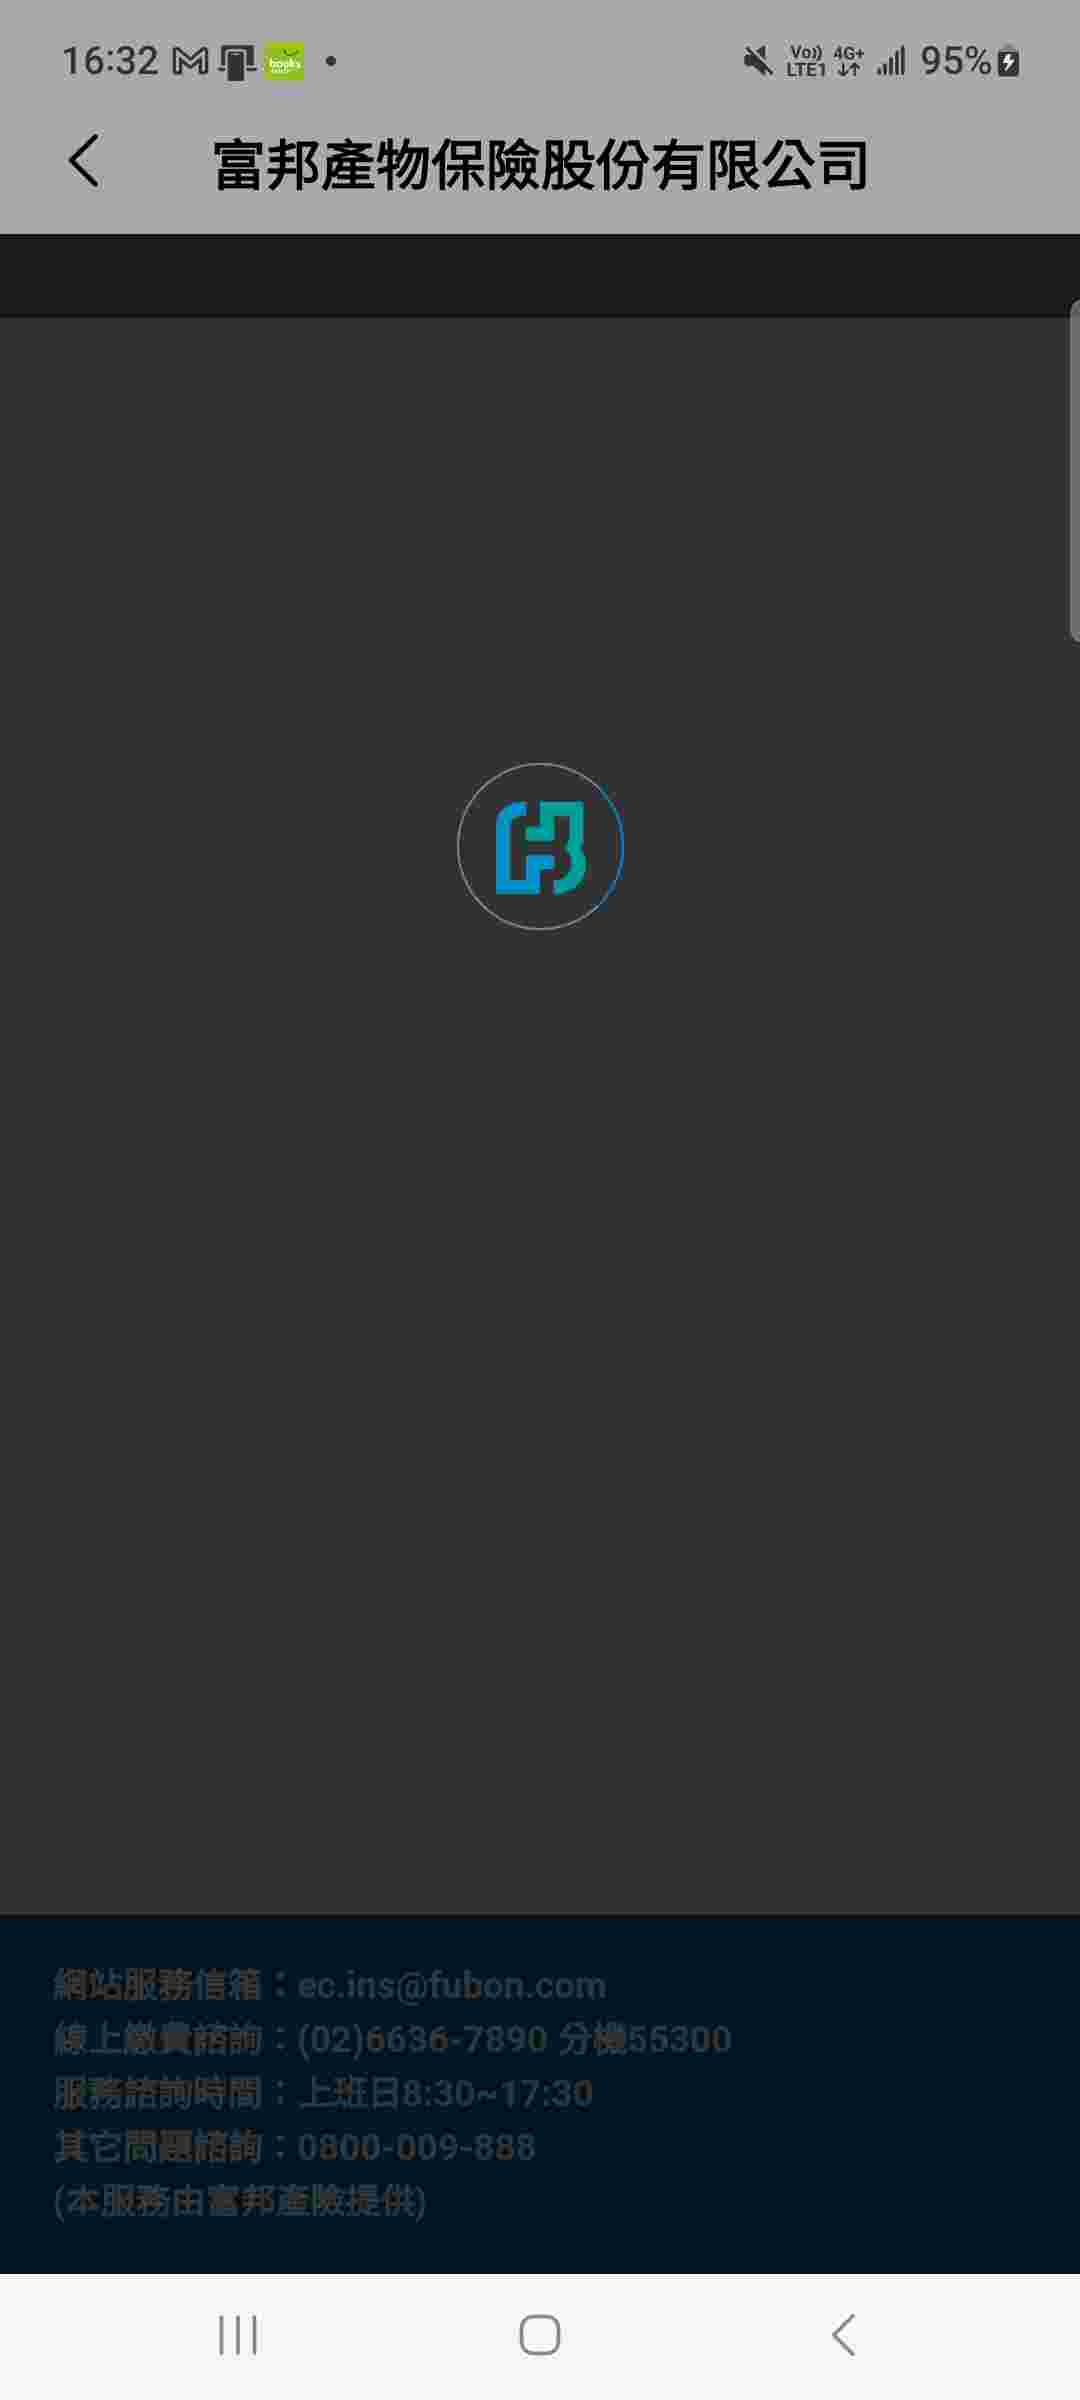 16:32
books
Vo)) LTE1 4G+ 95%
富邦產物保險股份有限公司
網站服務信箱：ec.ins@fubon.com
線上繳費諮詢：(02)6636-7890 分機55300
服務諮詢時間：上班日8:30~17:30
其它問題諮詢：0800-009-888
(本服務由富邦產險提供)